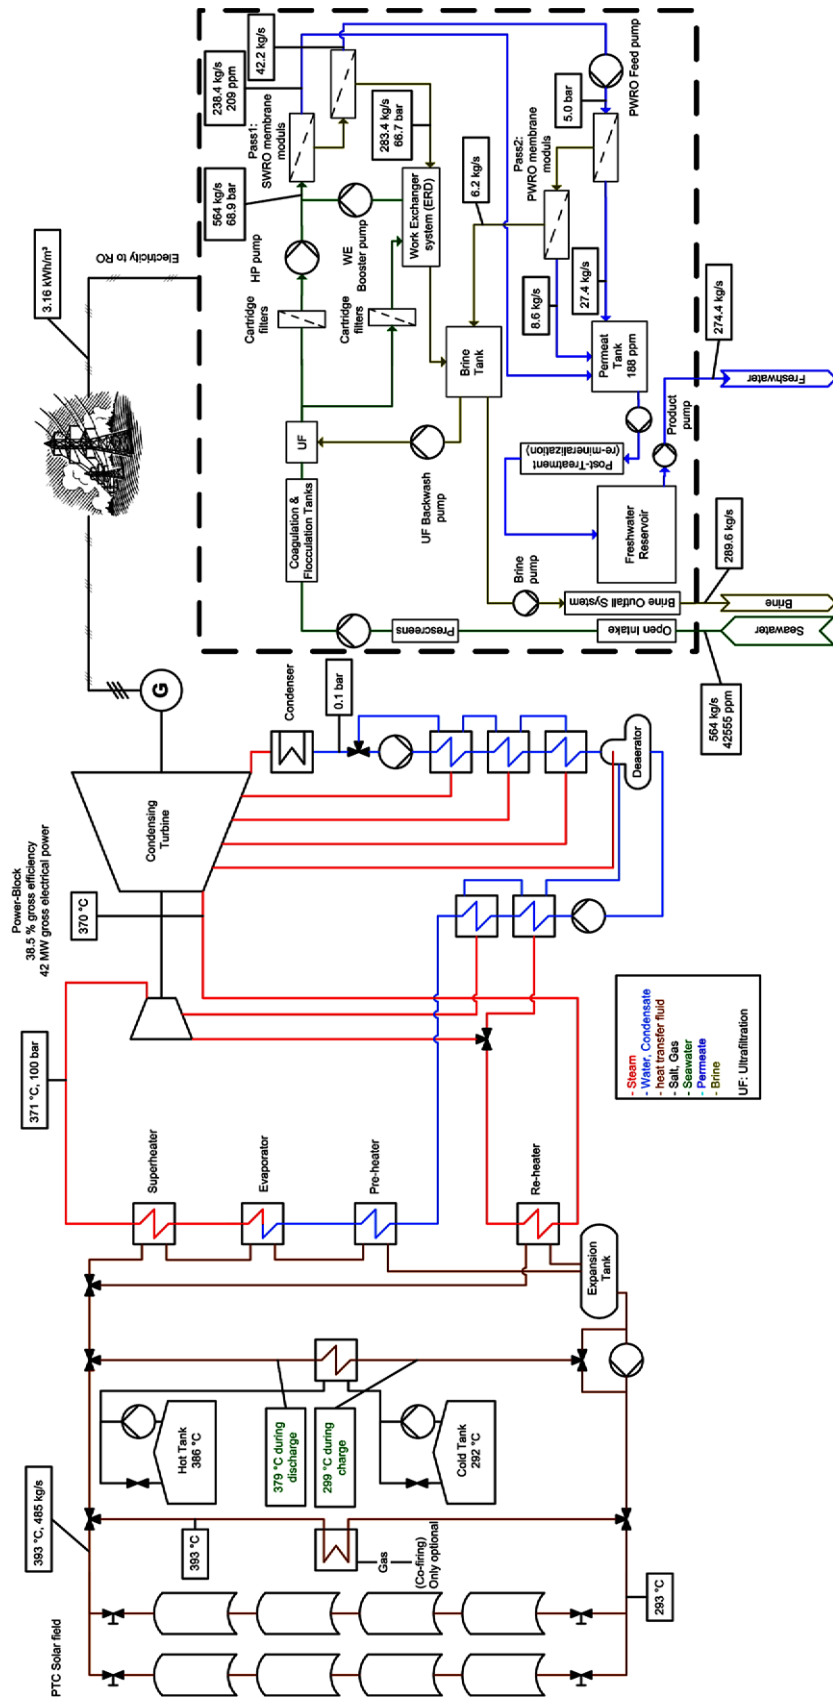 PTC Solar field
393 °C, 485 kg/s
393 °C
Gas
(Co-firing)
Only optional
293 °C
Hot Tank
386 °C
379 °C during
discharge
299 °C during
charge
Cold Tank
292 °C
Expansion
Tank
Superheater
Evaporator
Pre-heater
Re-heater
371 °C, 100 bar
Power-Block
38.5 % gross efficiency
42 MW gross electrical power
370 °C
Condensing
Turbine
G
Condenser
0.1 bar
Deaerator
- Steam
- Water, Condensate
- heat transfer fluid
- Salt, Gas
- Seawater
- Permeate
- Brine
UF: Ultrafiltration
3.16 kWh/m³
Electricity to RO
Coagulation &
Flocculation Tanks
UF
Cartridge
filters
HP pump
564 kg/s
68.9 bar
Pass1:
SWRO membrane
moduls
238.4 kg/s
209 ppm
42.2 kg/s
Cartridge
filters
WE
Booster pump
Work Exchanger
system (ERD)
283.4 kg/s
66.7 bar
UF Backwash
pump
Brine
Tank
6.2 kg/s
Pass2:
PWRO membrane
moduls
5.0 bar
PWRO Feed pump
8.6 kg/s
27.4 kg/s
Permeat
Tank
188 ppm
Post-Treatment
(re-mineralization)
Product
pump
Freshwater
Reservoir
Brine
pump
Brine Outfall System
Prescreens
Open Intake
564 kg/s
42555 ppm
Seawater
Brine
289.6 kg/s
Freshwater
274.4 kg/s